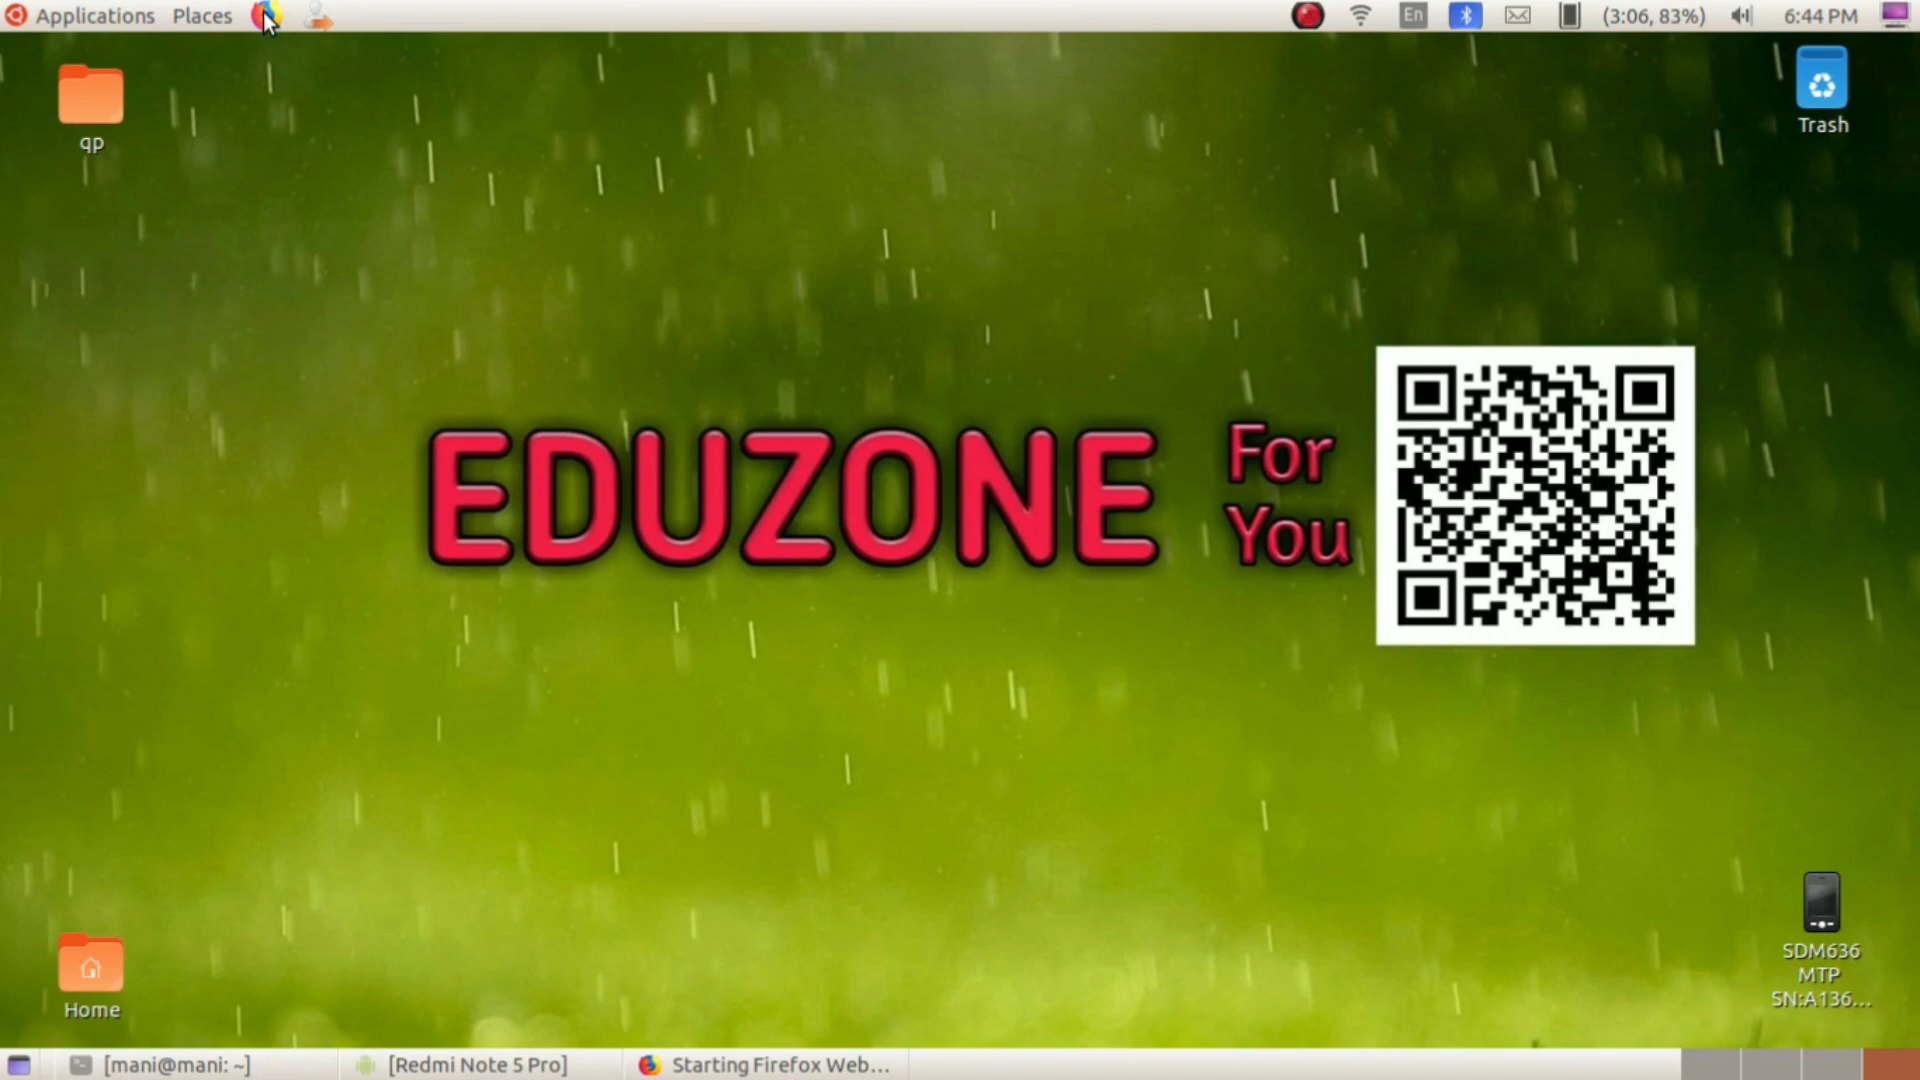 Applications Places En (3:06, 83%) 6:44 PM
qp
Trash
EDUZONE For You
Home
SDM636
MTP
SN:A136...
[mani@mani: ~] [Redmi Note 5 Pro] Starting Firefox Web...